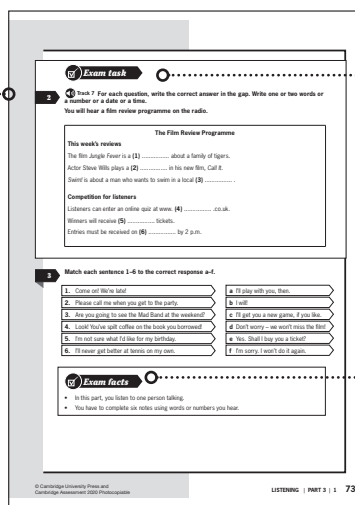 Exam task
2 Track 7 For each question, write the correct answer in the gap. Write one or two words or
a number or a date or a time.
You will hear a film review programme on the radio.
The Film Review Programme
This week's reviews
The film Jungle Fever is a (1) ................ about a family of tigers.
Actor Steve Wills plays a (2) ................ in his new film, Call It.
Swim! is about a man who wants to swim in a local (3) ................ .
Competition for listeners
Listeners can enter an online quiz at www. (4) ................ .co.uk.
Winners will receive (5) ................ tickets.
Entries must be received on (6) ................ by 2 p.m.
3 Match each sentence 1–6 to the correct response a–f.
1. Come on! We're late!
2. Please call me when you get to the party.
3. Are you going to see the Mad Band at the weekend?
4. Look! You've spilt coffee on the book you borrowed!
5. I'm not sure what I'd like for my birthday.
6. I'll never get better at tennis on my own.
a I'll play with you, then.
b I will!
c I'll get you a new game, if you like.
d Don't worry – we won't miss the film!
e Yes. Shall I buy you a ticket?
f I'm sorry. I won't do it again.
Exam facts
• In this part, you listen to one person talking.
• You have to complete six notes using words or numbers you hear.
© Cambridge University Press and
Cambridge Assessment 2020 Photocopiable
LISTENING | PART 3 | 1 73